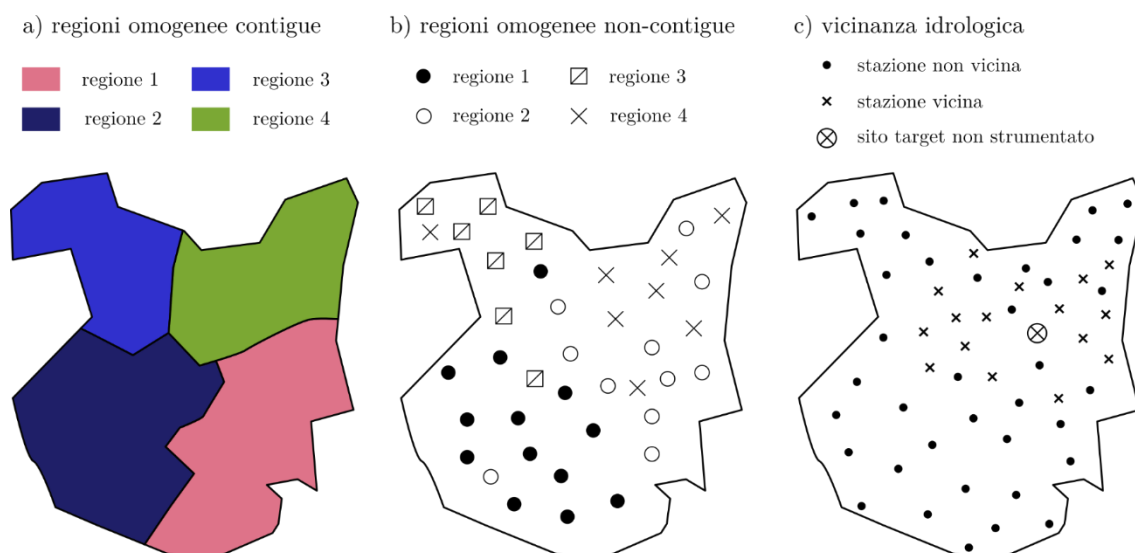 a) regioni omogenee contigue
regione 1
regione 3
regione 2
regione 4
b) regioni omogenee non-contigue
regione 1
regione 3
regione 2
regione 4
c) vicinanza idrologica
stazione non vicina
stazione vicina
sito target non strumentato